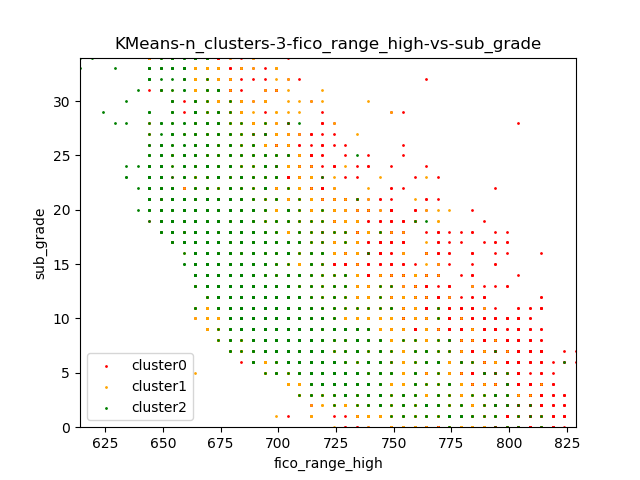 KMeans-n_clusters-3-fico_range_high-vs-sub_grade
30
25
20
15
10
5
0
sub_grade
cluster0
cluster1
cluster2
625 650 675 700 725 750 775 800 825
fico_range_high